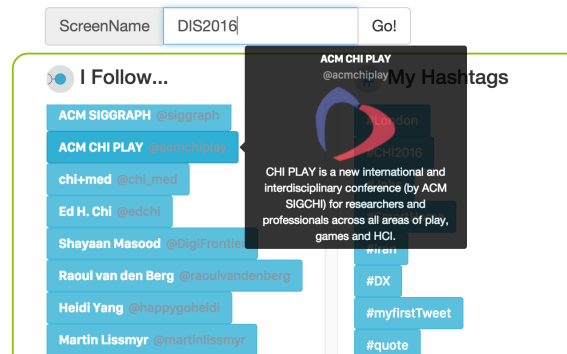 ScreenName DIS2016 Go!
I Follow...
My Hashtags
ACM SIGGRAPH @siggraph
ACM CHI PLAY @acmchiplay
chi+med @chi_med
Ed H. Chi @edchi
Shayaan Masood @DigiFrontier
Raoul van den Berg @raoulvandenberg
Heidi Yang @happygoheidi
Martin Lissmyr @martinlissmyr
ACM CHI PLAY
@acmchiplay
CHI PLAY is a new international and
interdisciplinary conference (by ACM
SIGCHI) for researchers and
professionals across all areas of play,
games and HCI.
#London
#CHI2016
#Iran
#DX
#myfirstTweet
#quote